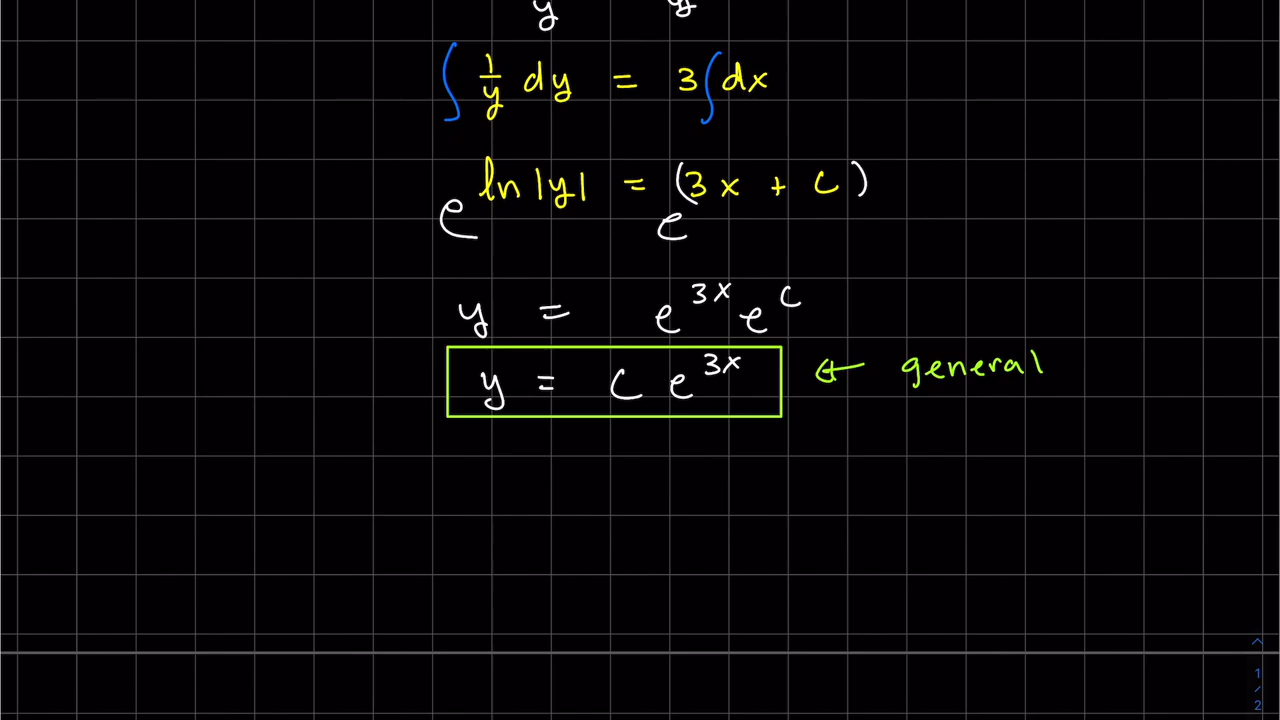 y y
∫ 1/y dy = 3 ∫ dx
e^(ln|y|) = e^(3x + c)
y = e^(3x) e^c
y = C e^(3x) ← general
1/2